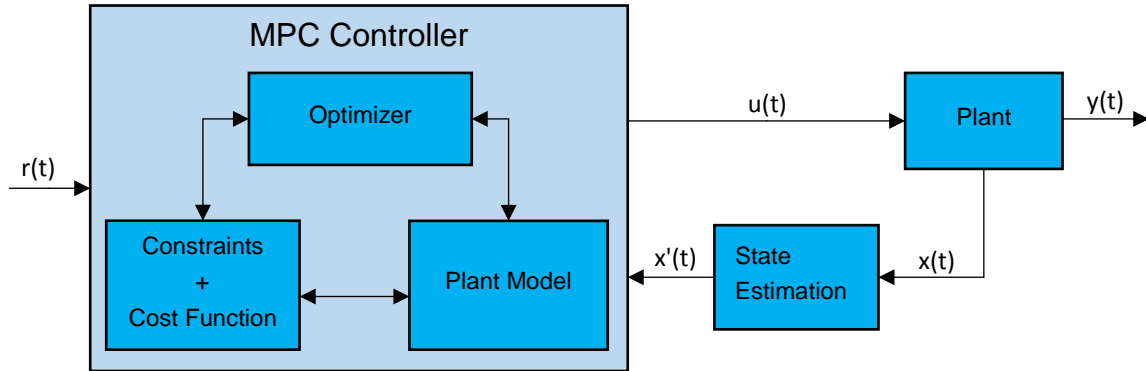 MPC Controller
Optimizer
u(t)
Plant
y(t)
r(t)
Constraints
+
Cost Function
Plant Model
x'(t)
State
Estimation
x(t)